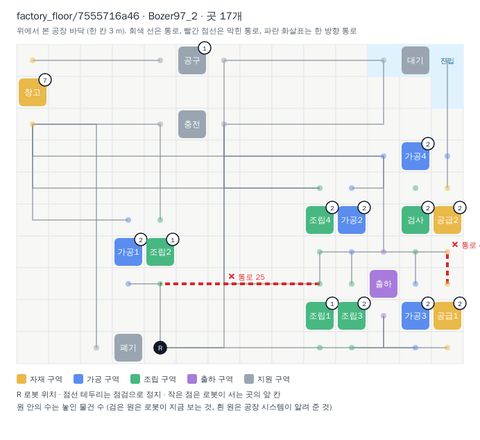 factory_floor/7555716a46 · Bozer97_2 · 곳 17개
위에서 본 공장 바닥 (한 칸 3 m). 회색 선은 통로, 빨간 점선은 막힌 통로, 파란 화살표는 한 방향 통로
공구 1
대기
진입
창고 7
충전
가공4 2
조립4 2
가공2 2
검사 2
공급2 2
가공1 2
조립2 1
✕ 통로 4
✕ 통로 25
출하
조립1 1
조립3 2
가공3 2
공급1 2
폐기
R
자재 구역
가공 구역
조립 구역
출하 구역
지원 구역
R 로봇 위치 · 점선 테두리는 점검으로 정지 · 작은 점은 로봇이 서는 곳의 앞 칸
원 안의 수는 놓인 물건 수 (검은 원은 로봇이 지금 보는 것, 흰 원은 공장 시스템이 알려 준 것)